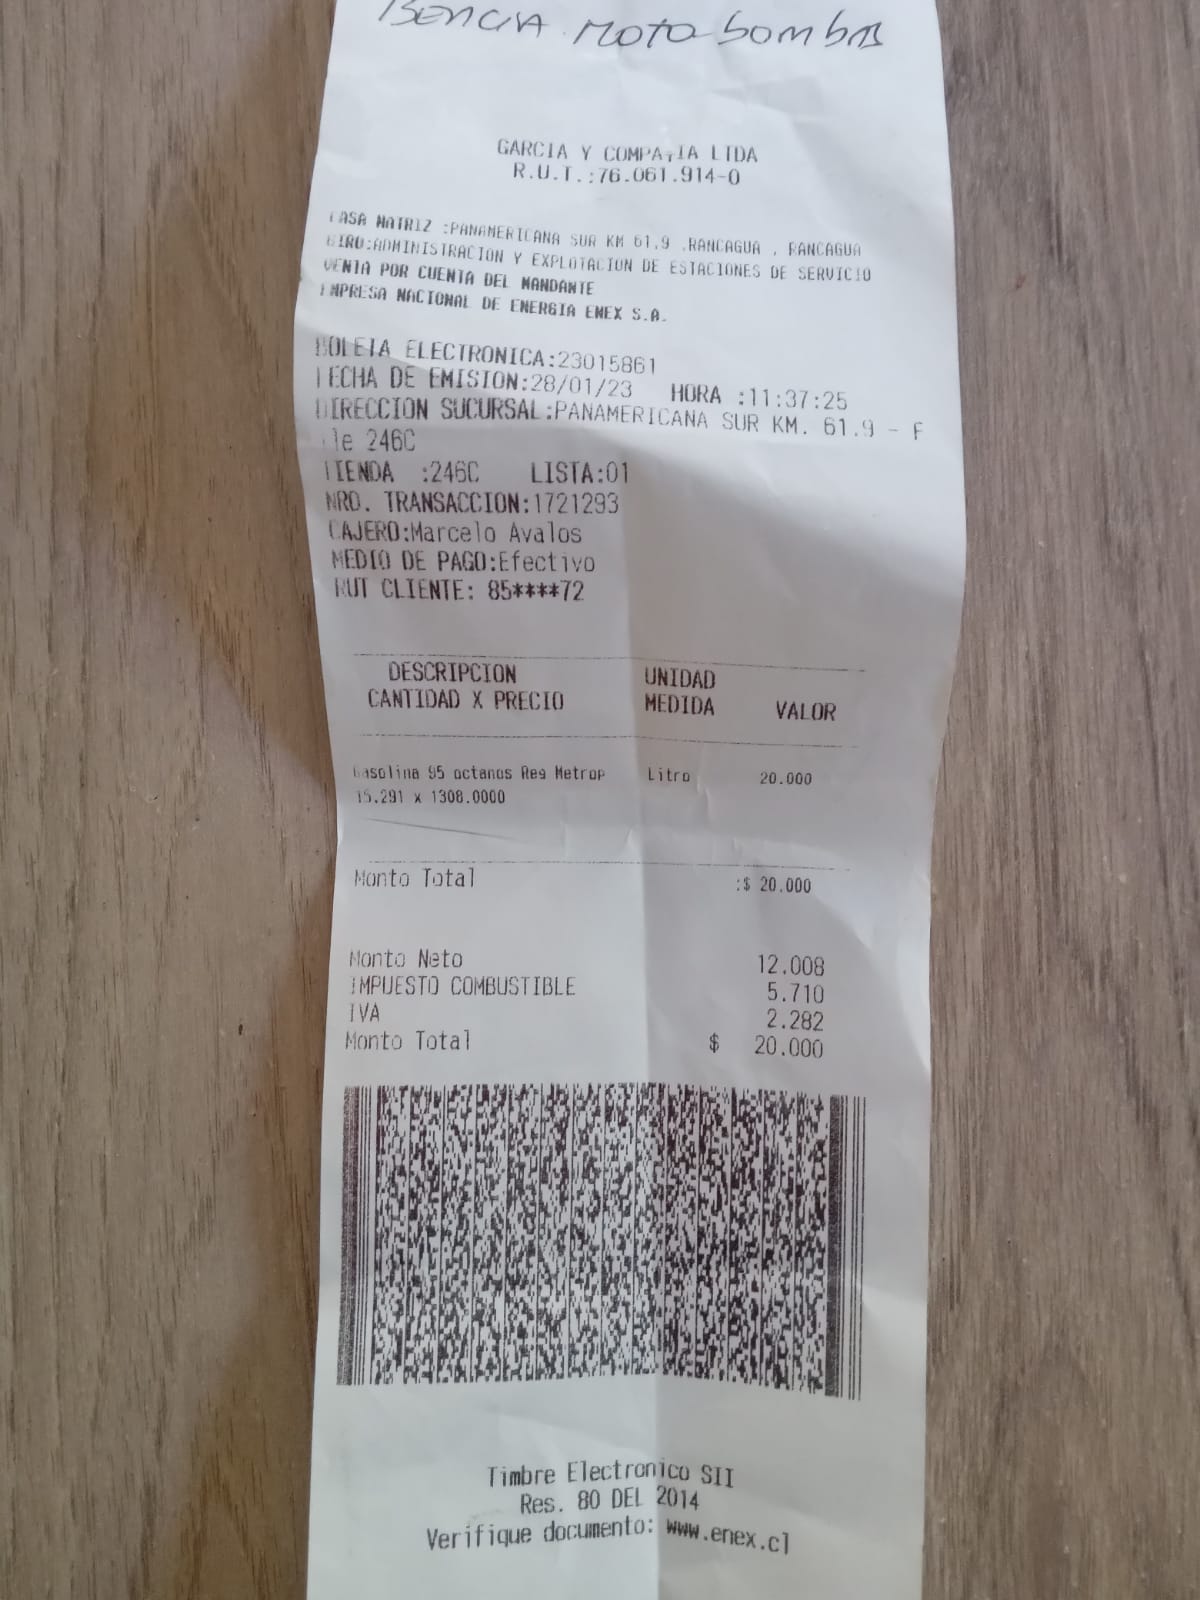 BENCIA MOTO bombA
GARCIA Y COMPA IA LTDA
R.U.T.:76.061.914-0
CASA MATRIZ :PANAMERICANA SUR KM 61,9 .RANCAGUA , RANCAGUA
GIRO:ADMINISTRACION Y EXPLOTACION DE ESTACIONES DE SERVICIO
VENTA POR CUENTA DEL MANDANTE
EMPRESA NACIONAL DE ENERGIA ENEX S.A.
BOLETA ELECTRONICA:23015861
FECHA DE EMISION:28/01/23 HORA :11:37:25
DIRECCION SUCURSAL:PANAMERICANA SUR KM. 61.9 - F
le 246C
TIENDA :246C LISTA:01
NRO. TRANSACCION:1721293
CAJERO:Marcelo Avalos
MEDIO DE PAGO:Efectivo
RUT CLIENTE: 85****72
DESCRIPCION UNIDAD
CANTIDAD X PRECIO MEDIDA VALOR
Gasolina 95 octanos Reg Metrop Litro 20.000
15.291 x 1308.0000
Monto Total :$ 20.000
Monto Neto 12.008
IMPUESTO COMBUSTIBLE 5.710
IVA 2.282
Monto Total $ 20.000
Timbre Electronico SII
Res. 80 DEL 2014
Verifique documento: www.enex.cl